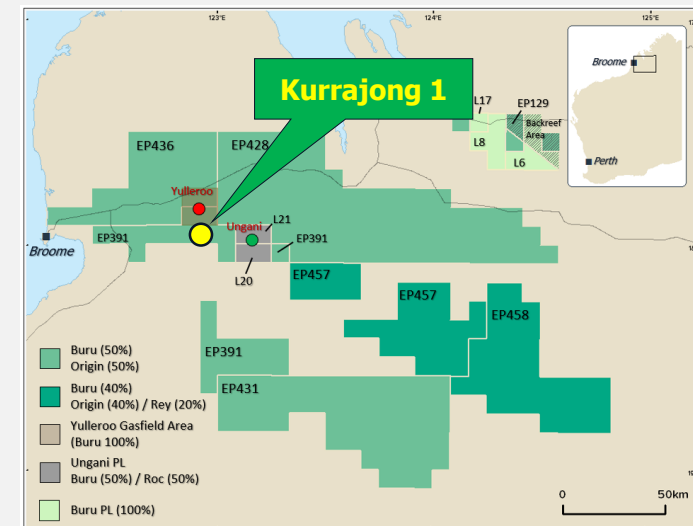 123°E
124°E
125°E
Kurrajong 1
Broome
Perth
L17
EP129
Backreef
Area
L8
L6
EP436
EP428
Yulleroo
Ungani
L21
EP391
EP391
L20
Broome
EP457
EP457
EP458
EP391
EP431
Buru (50%)
Origin (50%)
Buru (40%)
Origin (40%) / Rey (20%)
Yulleroo Gasfield Area
(Buru 100%)
Ungani PL
Buru (50%) / Roc (50%)
Buru PL (100%)
0
50km